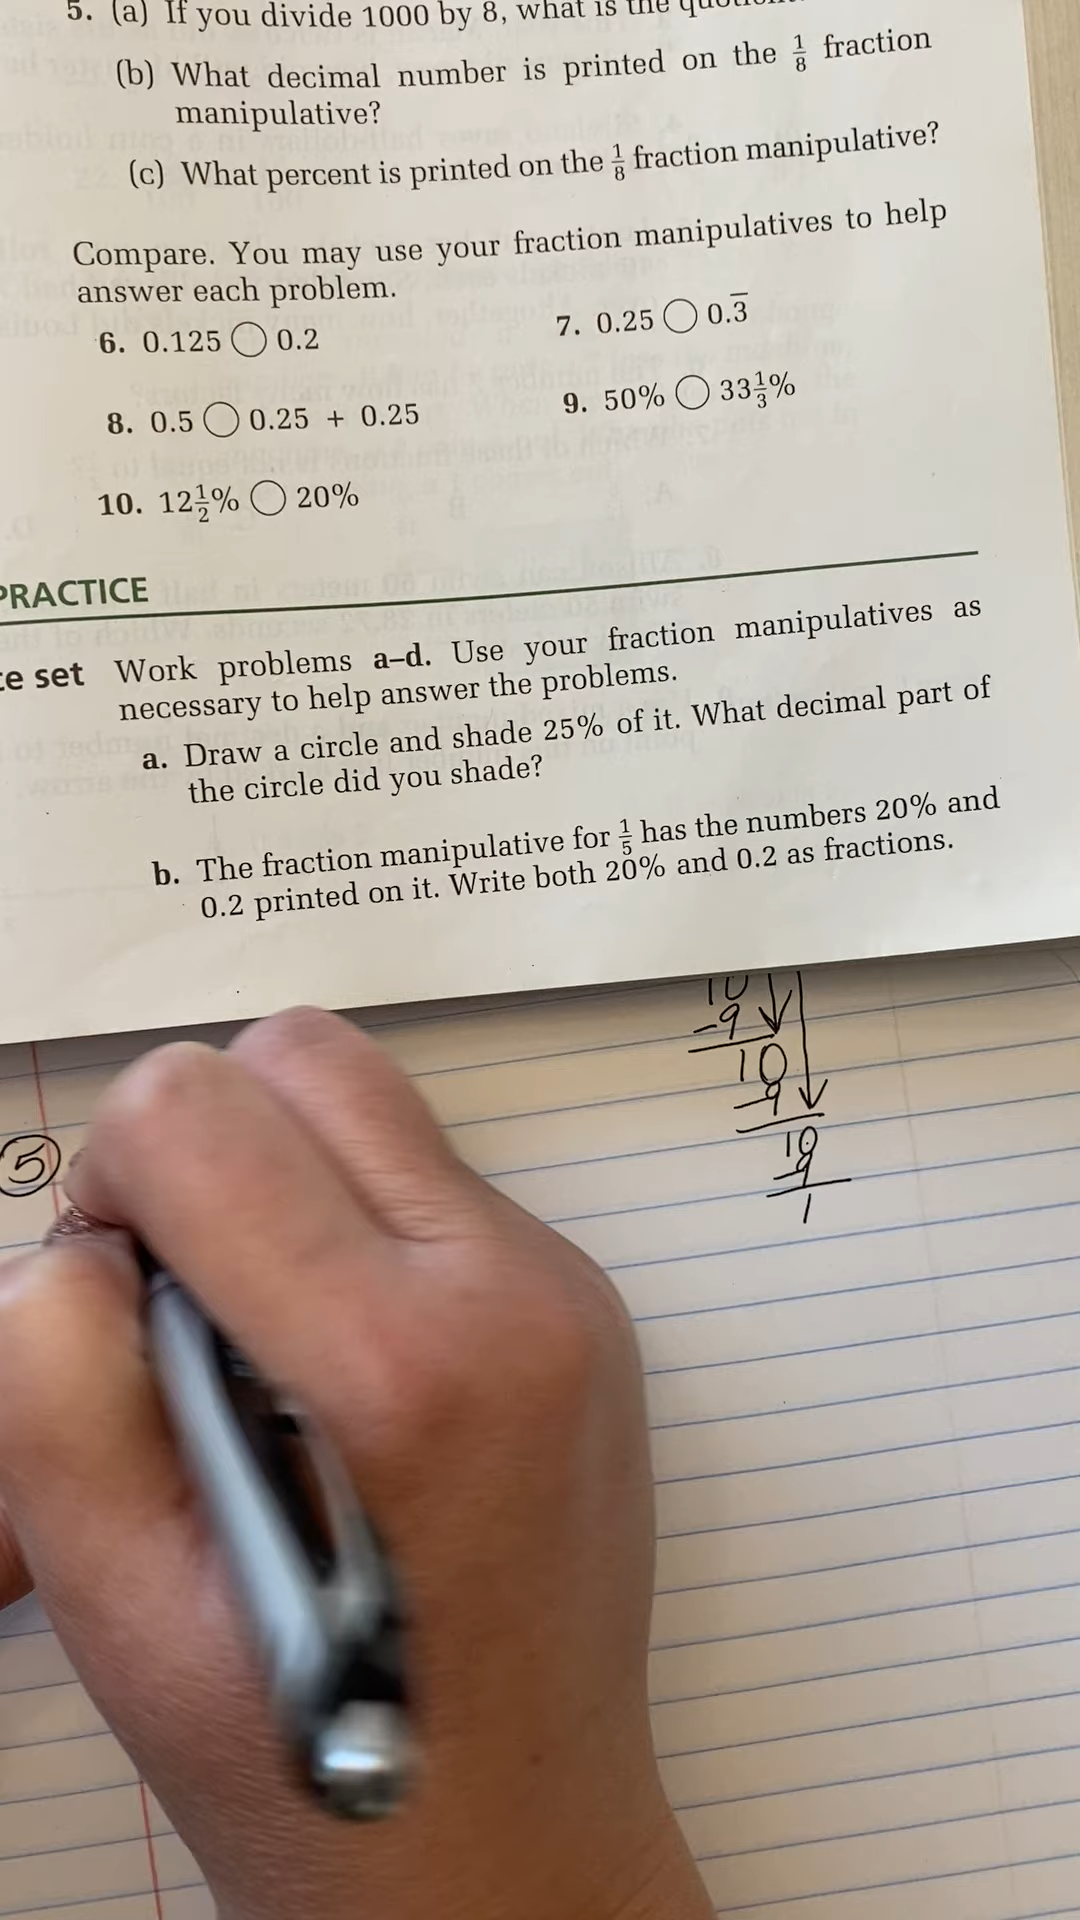 5. (a) If you divide 1000 by 8, what is the
(b) What decimal number is printed on the 1/8 fraction
manipulative?
(c) What percent is printed on the 1/8 fraction manipulative?
Compare. You may use your fraction manipulatives to help
answer each problem.
6. 0.125 ◯ 0.2
7. 0.25 ◯ 0.3̅
8. 0.5 ◯ 0.25 + 0.25
9. 50% ◯ 33 1/3%
10. 12 1/2% ◯ 20%
PRACTICE
set Work problems a–d. Use your fraction manipulatives as
necessary to help answer the problems.
a. Draw a circle and shade 25% of it. What decimal part of
the circle did you shade?
b. The fraction manipulative for 1/5 has the numbers 20% and
0.2 printed on it. Write both 20% and 0.2 as fractions.
10
-9
10
-9
10
-9
1
5